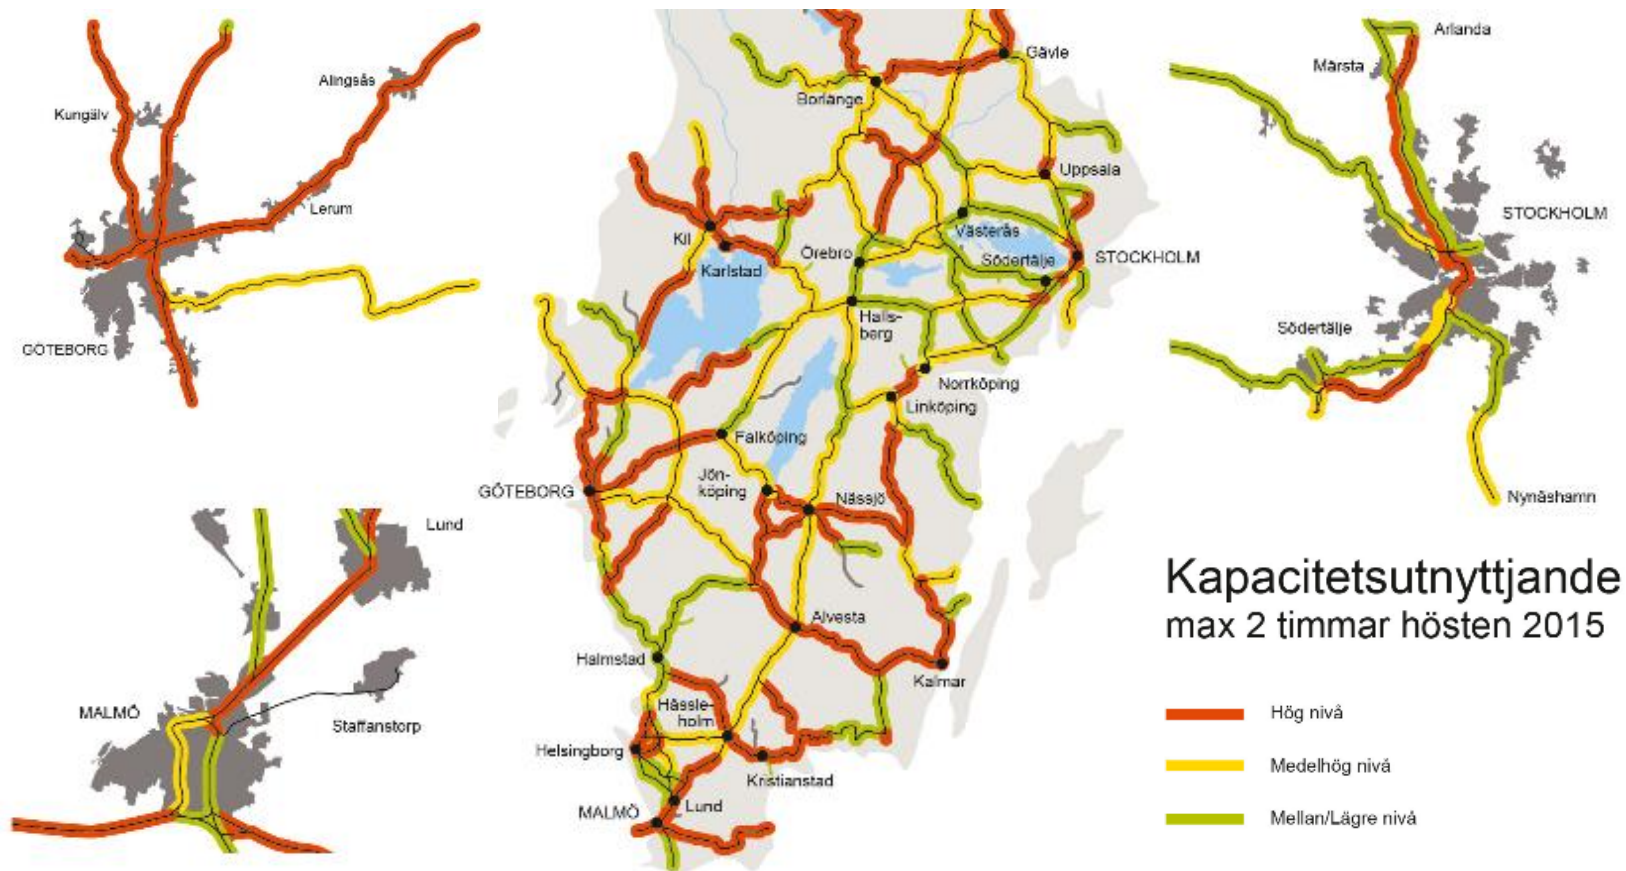 Kungälv
Alingsås
Lerum
GÖTEBORG
Lund
MALMÖ
Staffanstorp
Gävle
Borlänge
Uppsala
Kil
Karlstad
Örebro
Västerås
Södertälje
STOCKHOLM
Halls-
berg
Norrköping
Linköping
Falköping
Jön-
köping
GÖTEBORG
Nässjö
Alvesta
Halmstad
Kalmar
Hässle-
holm
Helsingborg
Kristianstad
Lund
MALMÖ
Arlanda
Märsta
STOCKHOLM
Södertälje
Nynäshamn
Kapacitetsutnyttjande
max 2 timmar hösten 2015
Hög nivå
Medelhög nivå
Mellan/Lägre nivå